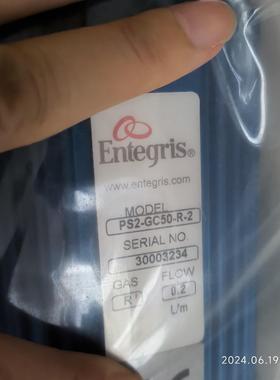 Entegris®
www.entegris.com
MODEL
PS2-GC50-R-2
SERIAL NO.
30003234
GAS FLOW
R 0.2
L/m
2024.06.19